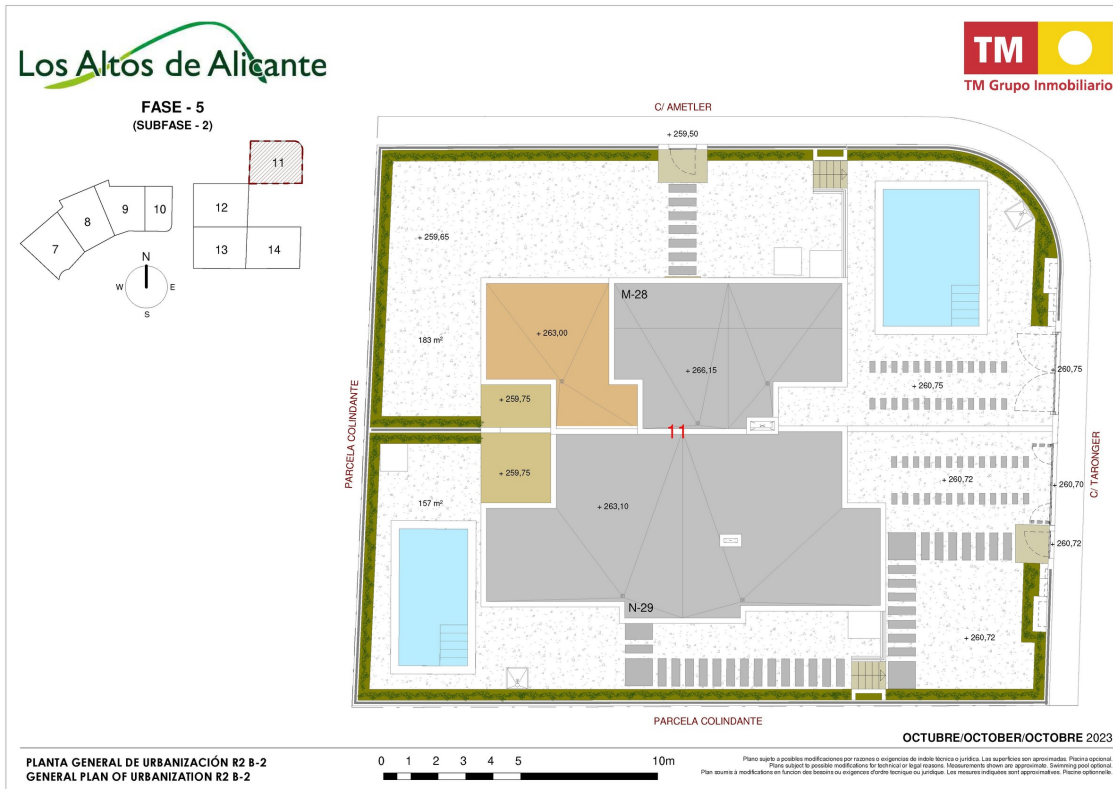 Los Altos de Alicante
TM
TM Grupo Inmobiliario
FASE - 5
(SUBFASE - 2)
11
12
13
14
10
9
8
7
N
W
E
S
C/ AMETLER
+ 259,50
+ 259,65
183 m²
M-28
+ 263,00
+ 266,15
+ 260,75
+ 260,75
+ 259,75
11
PARCELA COLINDANTE
C/ TARONGER
+ 259,75
+ 260,72
+ 260,70
157 m²
+ 263,10
+ 260,72
N-29
+ 260,72
PARCELA COLINDANTE
OCTUBRE/OCTOBER/OCTOBRE 2023
PLANTA GENERAL DE URBANIZACIÓN R2 B-2
GENERAL PLAN OF URBANIZATION R2 B-2
0 1 2 3 4 5 10m
Plano sujeto a posibles modificaciones por razones o exigencias de indole técnica o jurídica. Las superficies son aproximadas. Piscina opcional.
Plans subject to possible modifications for technical or legal reasons. Measurements shown are approximate. Swimming pool optional.
Plan soumis à modifications en funcion des besoins ou exigences d'ordre tecnique ou juridique. Les mesures indiquées sont approximatives. Piscine optionnelle.